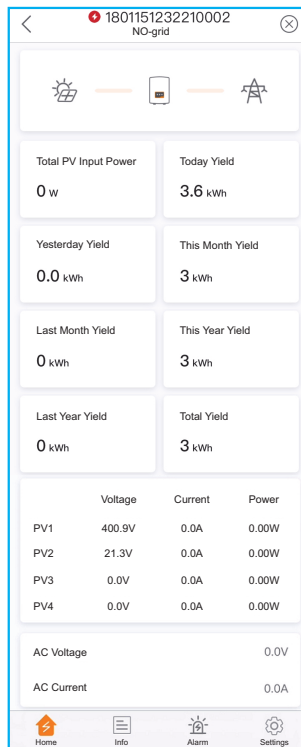 1801151232210002
NO-grid
Total PV Input Power Today Yield
0 W 3.6 kWh
Yesterday Yield This Month Yield
0.0 kWh 3 kWh
Last Month Yield This Year Yield
0 kWh 3 kWh
Last Year Yield Total Yield
0 kWh 3 kWh
Voltage Current Power
PV1 400.9V 0.0A 0.00W
PV2 21.3V 0.0A 0.00W
PV3 0.0V 0.0A 0.00W
PV4 0.0V 0.0A 0.00W
AC Voltage 0.0V
AC Current 0.0A
Home Info Alarm Settings